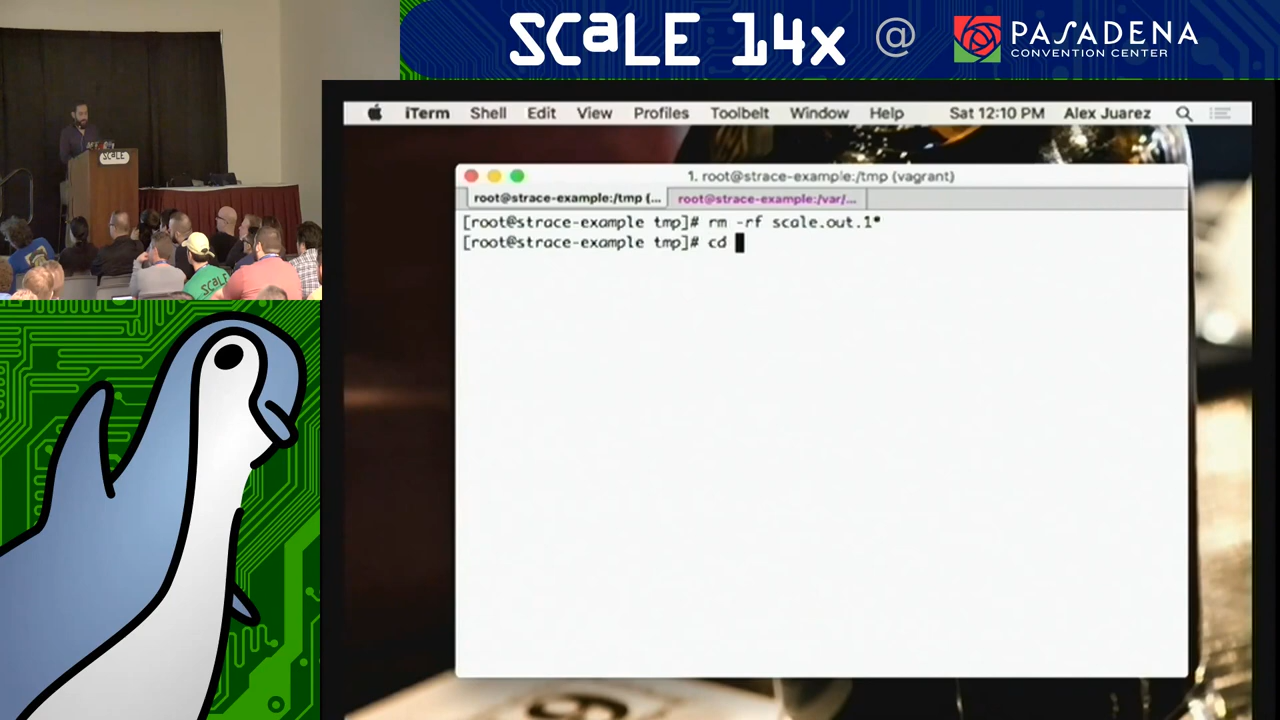 SCaLE 14x @ PASADENA
CONVENTION CENTER
SCaLE
SCaLE
iTerm Shell Edit View Profiles Toolbelt Window Help Sat 12:10 PM Alex Juarez
1. root@strace-example:/tmp (vagrant)
root@strace-example:/tmp (... root@strace-example:/var/...
[root@strace-example tmp]# rm -rf scale.out.1*
[root@strace-example tmp]# cd